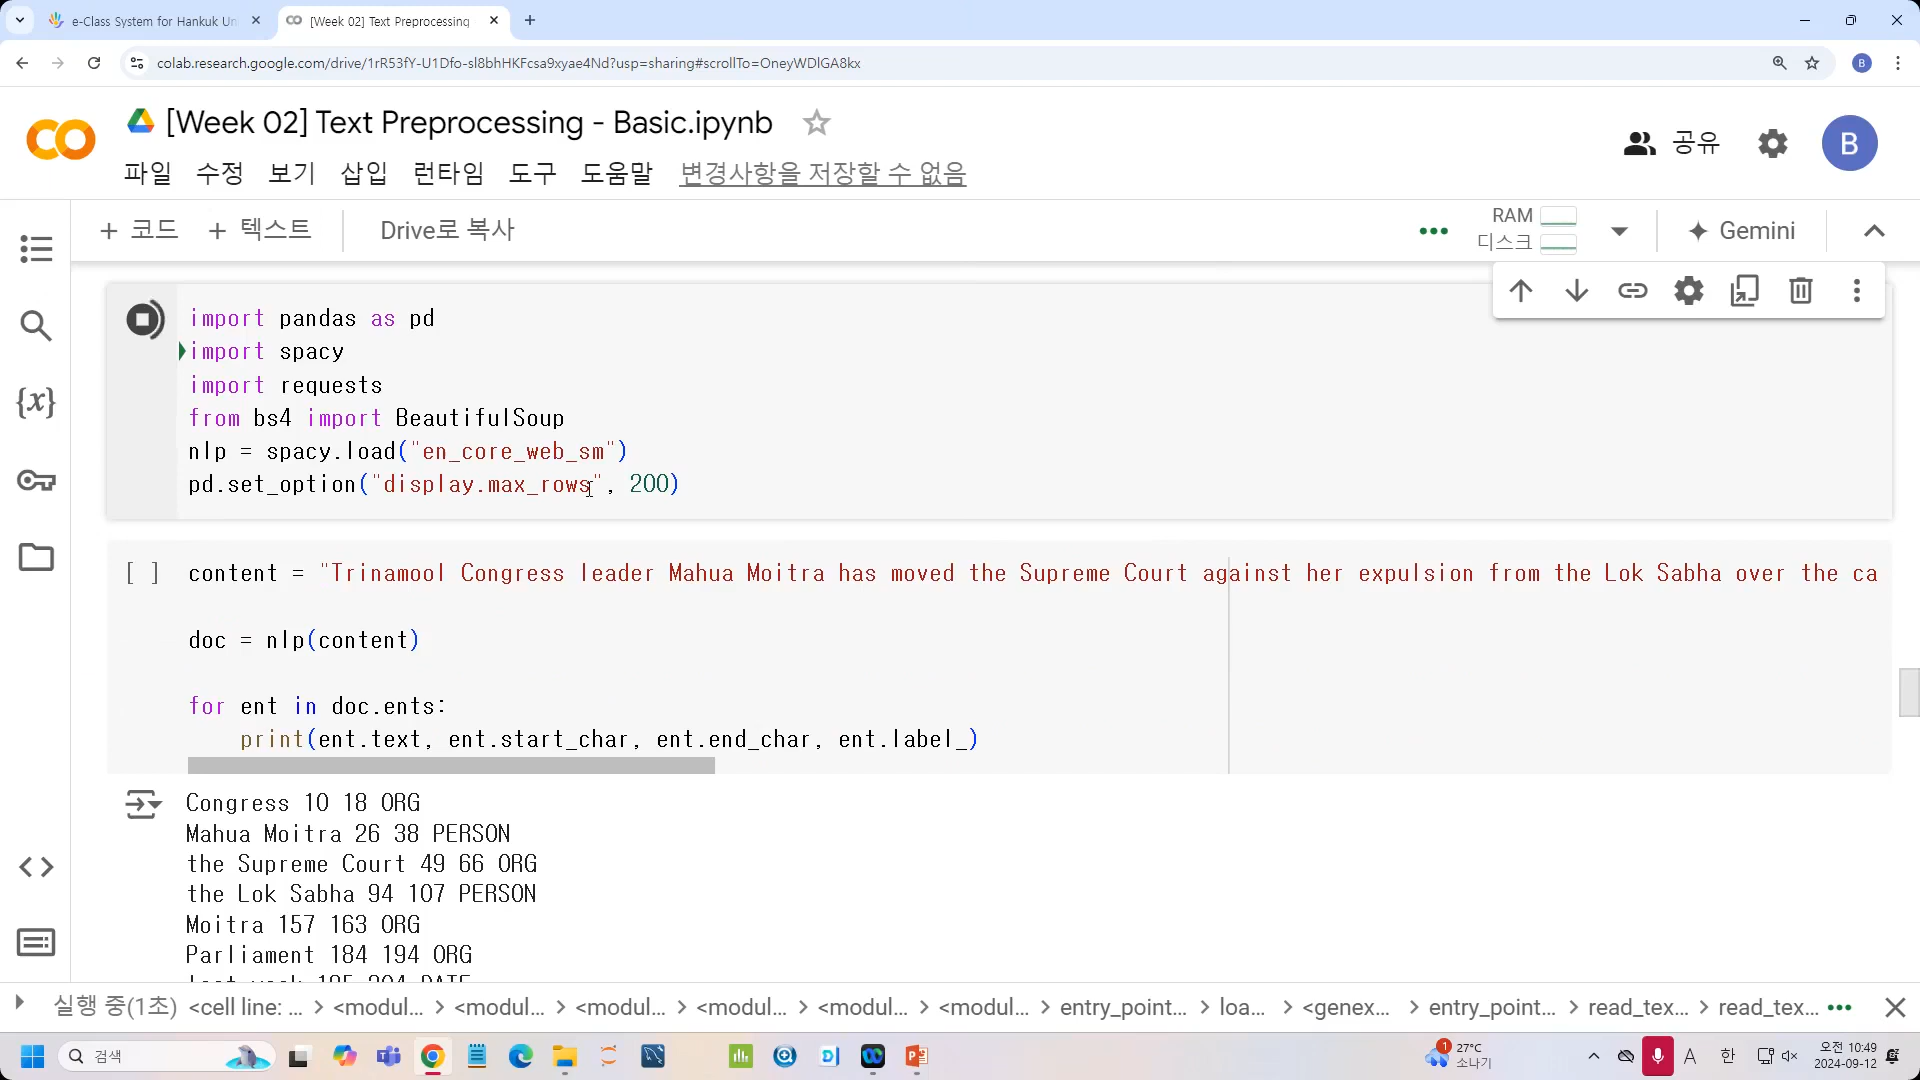 e-Class System for Hankuk Un
[Week 02] Text Preprocessing
colab.research.google.com/drive/1rR53fY-U1Dfo-sl8bhHKFcsa9xyae4Nd?usp=sharing#scrollTo=OneyWDlGA8kx
B
[Week 02] Text Preprocessing - Basic.ipynb
공유
B
파일 수정 보기 삽입 런타임 도구 도움말 변경사항을 저장할 수 없음
+ 코드 + 텍스트 Drive로 복사
RAM
디스크
Gemini
import pandas as pd
import spacy
import requests
from bs4 import BeautifulSoup
nlp = spacy.load("en_core_web_sm")
pd.set_option("display.max_rows", 200)
[ ] content = "Trinamool Congress leader Mahua Moitra has moved the Supreme Court against her expulsion from the Lok Sabha over the ca
doc = nlp(content)
for ent in doc.ents:
print(ent.text, ent.start_char, ent.end_char, ent.label_)
Congress 10 18 ORG
Mahua Moitra 26 38 PERSON
the Supreme Court 49 66 ORG
the Lok Sabha 94 107 PERSON
Moitra 157 163 ORG
Parliament 184 194 ORG
last week 195 204 DATE
실행 중(1초) <cell line: ... > <modul... > <modul... > <modul... > <modul... > <modul... > <modul... > entry_point... > loa... > <genex... > entry_point... > read_tex... > read_tex...
검색
1
27°C
소나기
A
한
오전 10:49
2024-09-12